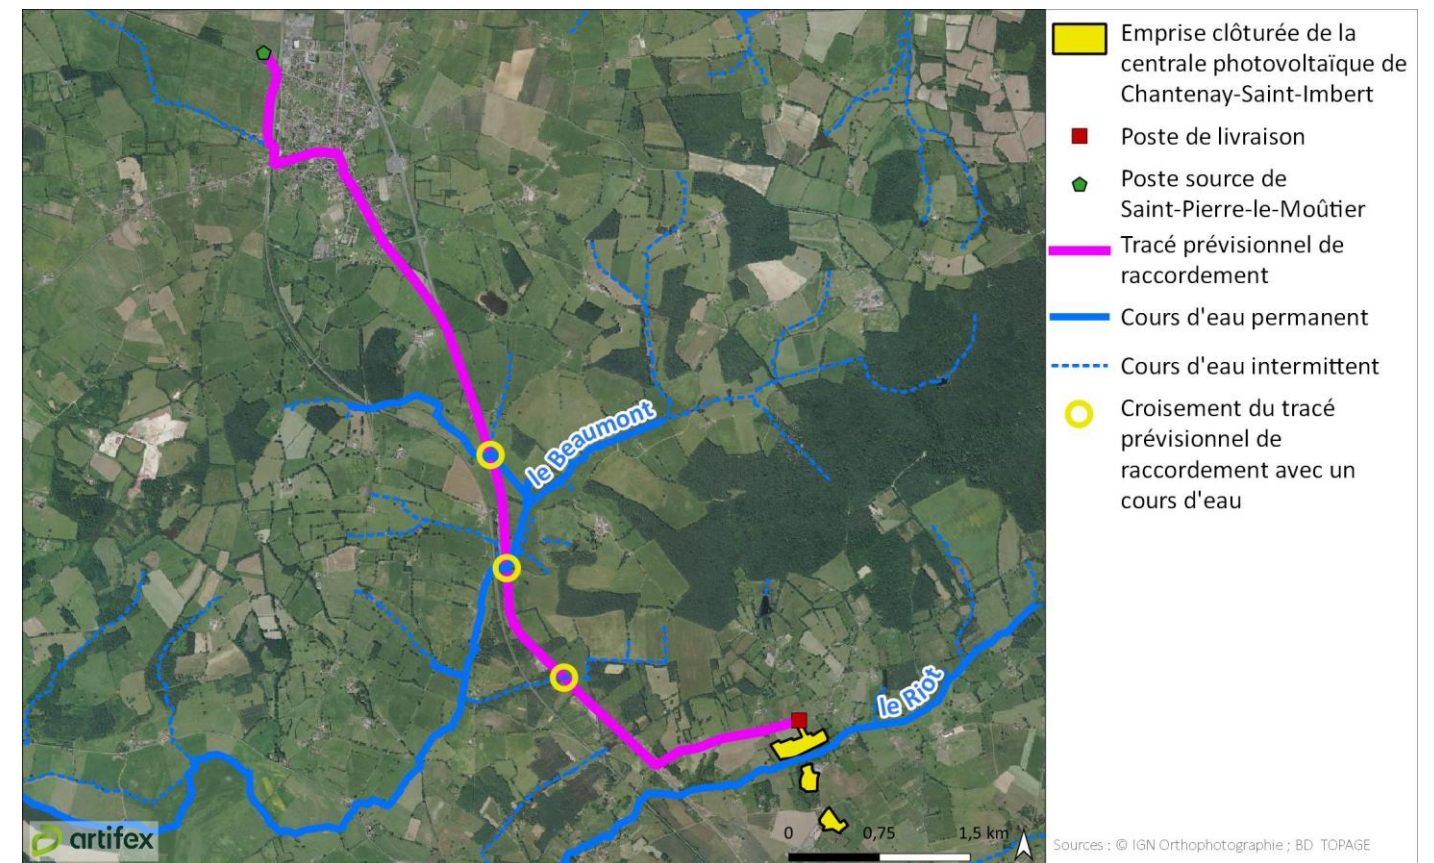 Emprise clôturée de la
centrale photovoltaïque de
Chantenay-Saint-Imbert
Poste de livraison
Poste source de
Saint-Pierre-le-Moûtier
Tracé prévisionnel de
raccordement
Cours d'eau permanent
Cours d'eau intermittent
Croisement du tracé
prévisionnel de
raccordement avec un
cours d'eau
le Beaumont
le Riot
0 0,75 1,5 km
artifex
Sources : © IGN Orthophotographie ; BD TOPAGE